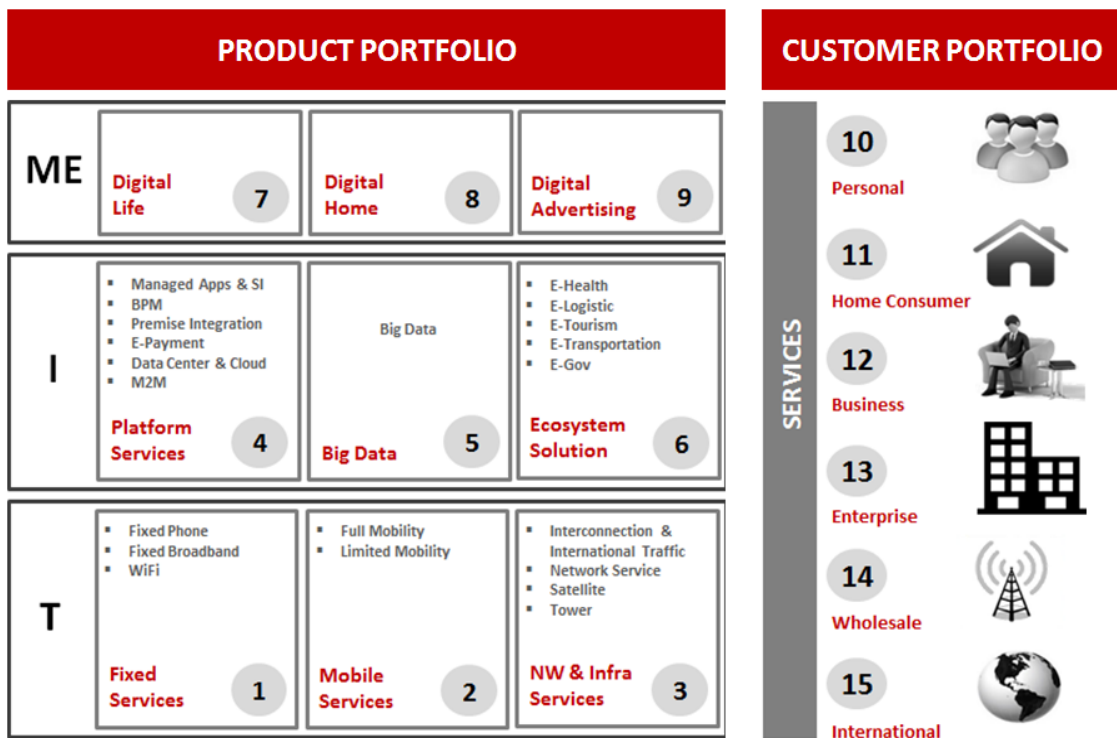 PRODUCT PORTFOLIO
ME
Digital
Life
7
Digital
Home
8
Digital
Advertising
9
I
▪ Managed Apps & SI
▪ BPM
▪ Premise Integration
▪ E-Payment
▪ Data Center & Cloud
▪ M2M
Platform
Services
4
Big Data
Big Data
5
▪ E-Health
▪ E-Logistic
▪ E-Tourism
▪ E-Transportation
▪ E-Gov
Ecosystem
Solution
6
T
▪ Fixed Phone
▪ Fixed Broadband
▪ WiFi
Fixed
Services
1
▪ Full Mobility
▪ Limited Mobility
Mobile
Services
2
▪ Interconnection &
International Traffic
▪ Network Service
▪ Satellite
▪ Tower
NW & Infra
Services
3
CUSTOMER PORTFOLIO
SERVICES
10
Personal
11
Home Consumer
12
Business
13
Enterprise
14
Wholesale
15
International